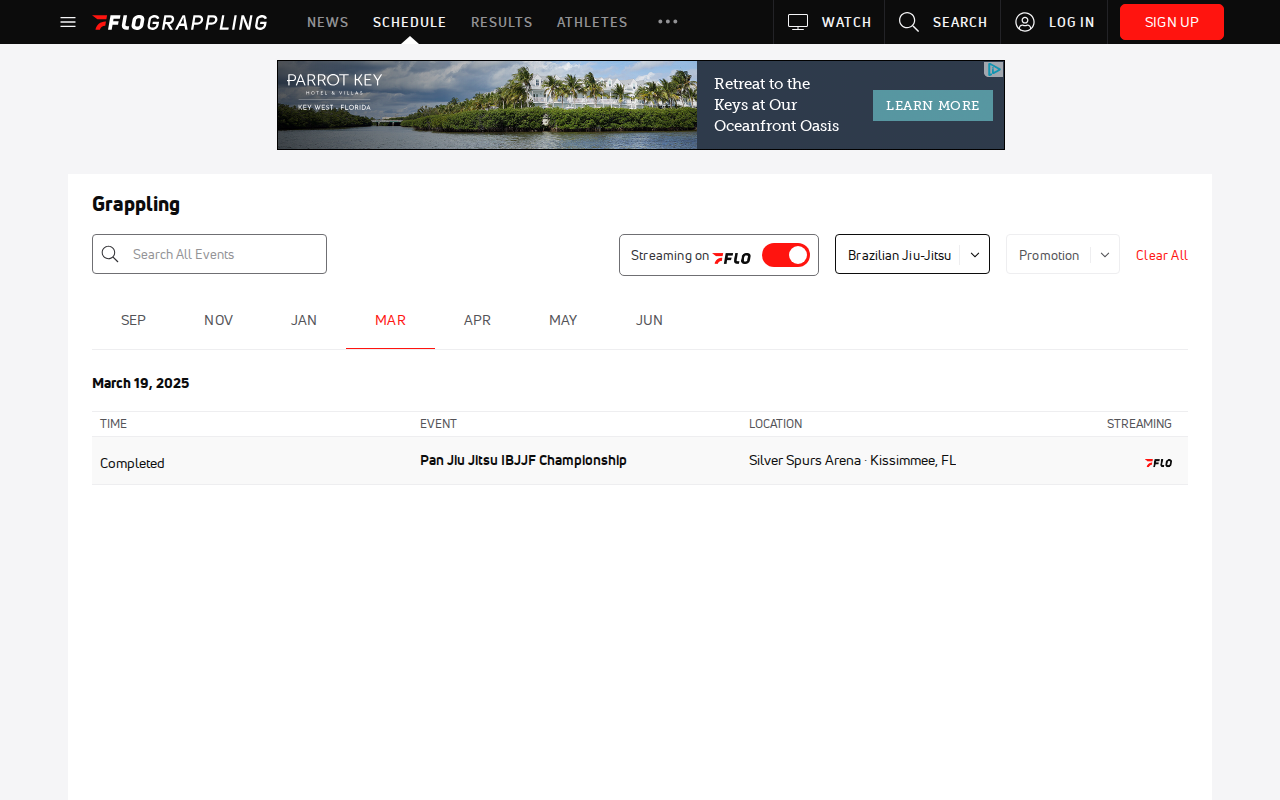 FLOGRAPPLING
NEWS
SCHEDULE
RESULTS
ATHLETES
WATCH
SEARCH
LOG IN
SIGN UP
PARROT KEY
HOTEL & VILLAS
KEY WEST · FLORIDA
Retreat to the
Keys at Our
Oceanfront Oasis
LEARN MORE
Grappling
Search All Events
Streaming on FLO
Brazilian Jiu-Jitsu
Promotion
Clear All
SEP
NOV
JAN
MAR
APR
MAY
JUN
March 19, 2025
TIME
EVENT
LOCATION
STREAMING
Completed
Pan Jiu Jitsu IBJJF Championship
Silver Spurs Arena · Kissimmee, FL
FLO